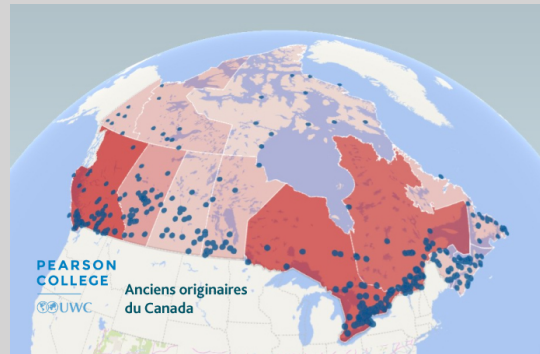 PEARSON
COLLEGE
UWC
Anciens originaires
du Canada